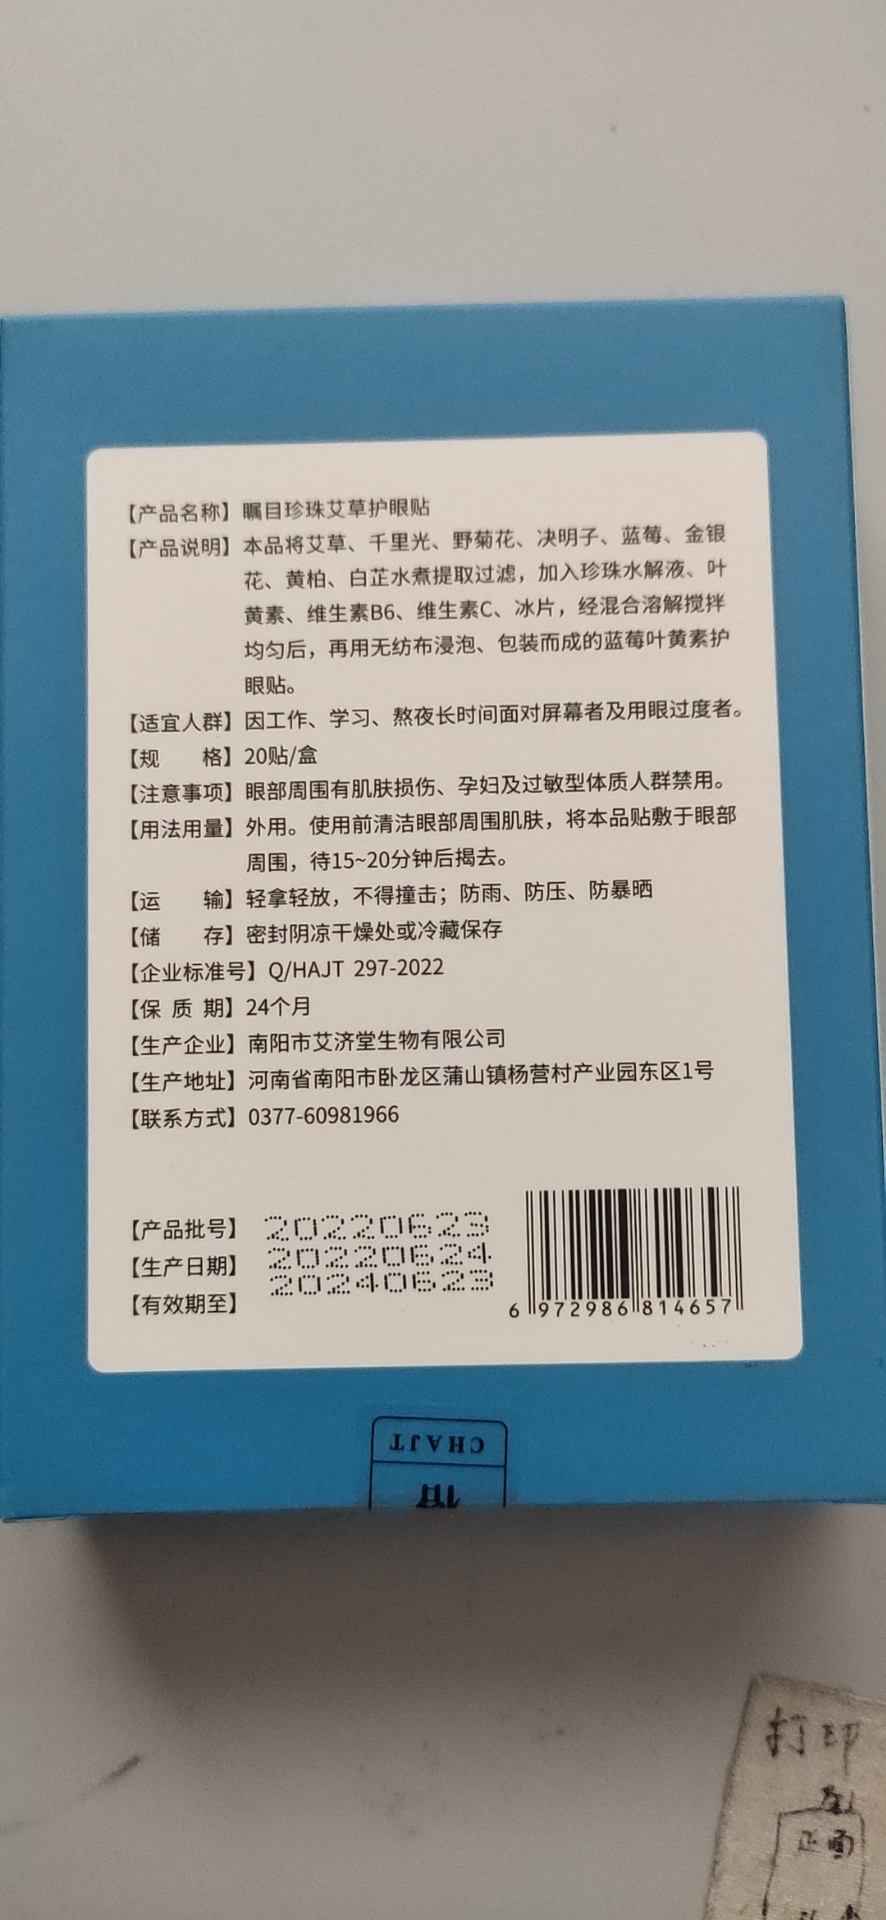 【产品名称】瞩目珍珠艾草护眼贴
【产品说明】本品将艾草、千里光、野菊花、决明子、蓝莓、金银
花、黄柏、白芷水煮提取过滤，加入珍珠水解液、叶
黄素、维生素B6、维生素C、冰片，经混合溶解搅拌
均匀后，再用无纺布浸泡、包装而成的蓝莓叶黄素护
眼贴。
【适宜人群】因工作、学习、熬夜长时间面对屏幕者及用眼过度者。
【规 格】20贴/盒
【注意事项】眼部周围有肌肤损伤、孕妇及过敏型体质人群禁用。
【用法用量】外用。使用前清洁眼部周围肌肤，将本品贴敷于眼部
周围，待15~20分钟后揭去。
【运 输】轻拿轻放，不得撞击；防雨、防压、防暴晒
【储 存】密封阴凉干燥处或冷藏保存
【企业标准号】Q/HAJT 297-2022
【保 质 期】24个月
【生产企业】南阳市艾济堂生物有限公司
【生产地址】河南省南阳市卧龙区蒲山镇杨营村产业园东区1号
【联系方式】0377-60981966
【产品批号】20220623
【生产日期】20220624
【有效期至】20240623
6 972986 814657
CHAJT
打印
正面